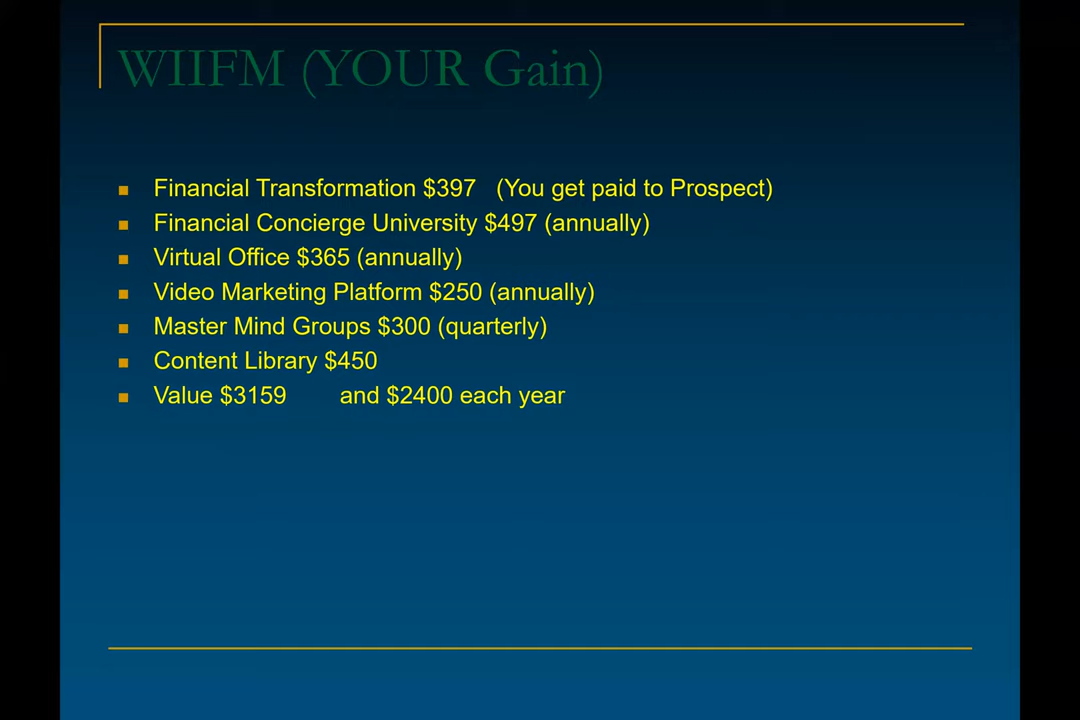 WIIFM (YOUR Gain)
Financial Transformation $397 (You get paid to Prospect)
Financial Concierge University $497 (annually)
Virtual Office $365 (annually)
Video Marketing Platform $250 (annually)
Master Mind Groups $300 (quarterly)
Content Library $450
Value $3159 and $2400 each year